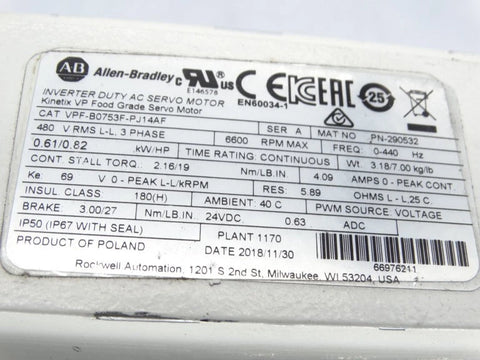 AB Allen-Bradley c RU US CE EAC 25
E146578
EN60034-1
INVERTER DUTY AC SERVO MOTOR
Kinetix VP Food Grade Servo Motor
CAT VPF-B0753F-PJ14AF SER A MAT NO PN-290532
480 V RMS L-L, 3 PHASE 6600 RPM MAX FREQ: 0-440 HZ
0.61/0.82 kW/HP TIME RATING: CONTINUOUS Wt: 3.18/7.00 kg/lb
CONT. STALL TORQ. 2.16/19 Nm/LB.IN 4.09 AMPS 0 - PEAK CONT.
Ke: 69 V 0 - PEAK L-L/kRPM RES: 5.89 OHMS L - L,25 C
INSUL CLASS 180(H) AMBIENT: 40 C PWM SOURCE VOLTAGE
BRAKE: 3.00/27 Nm/LB.IN. 24VDC 0.63 ADC
IP50 (IP67 WITH SEAL) PLANT 1170
PRODUCT OF POLAND DATE 2018/11/30
66976211
Rockwell Automation, 1201 S 2nd St, Milwaukee, WI 53204, USA